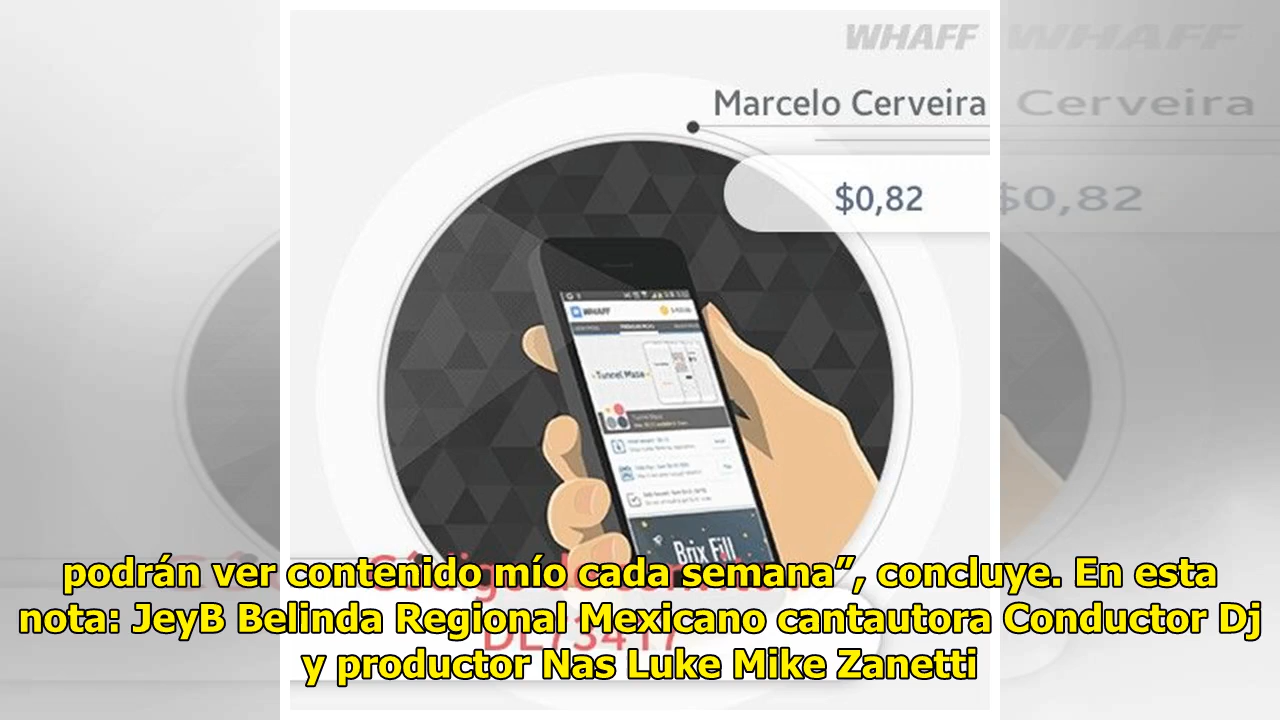 WHAFF
Marcelo Cerveira
$0,82
WHAFF
Tunnel Maze
Brix Fill
podrán ver contenido mío cada semana”, concluye. En esta
nota: JeyB Belinda Regional Mexicano cantautora Conductor Dj
y productor Nas Luke Mike Zanetti